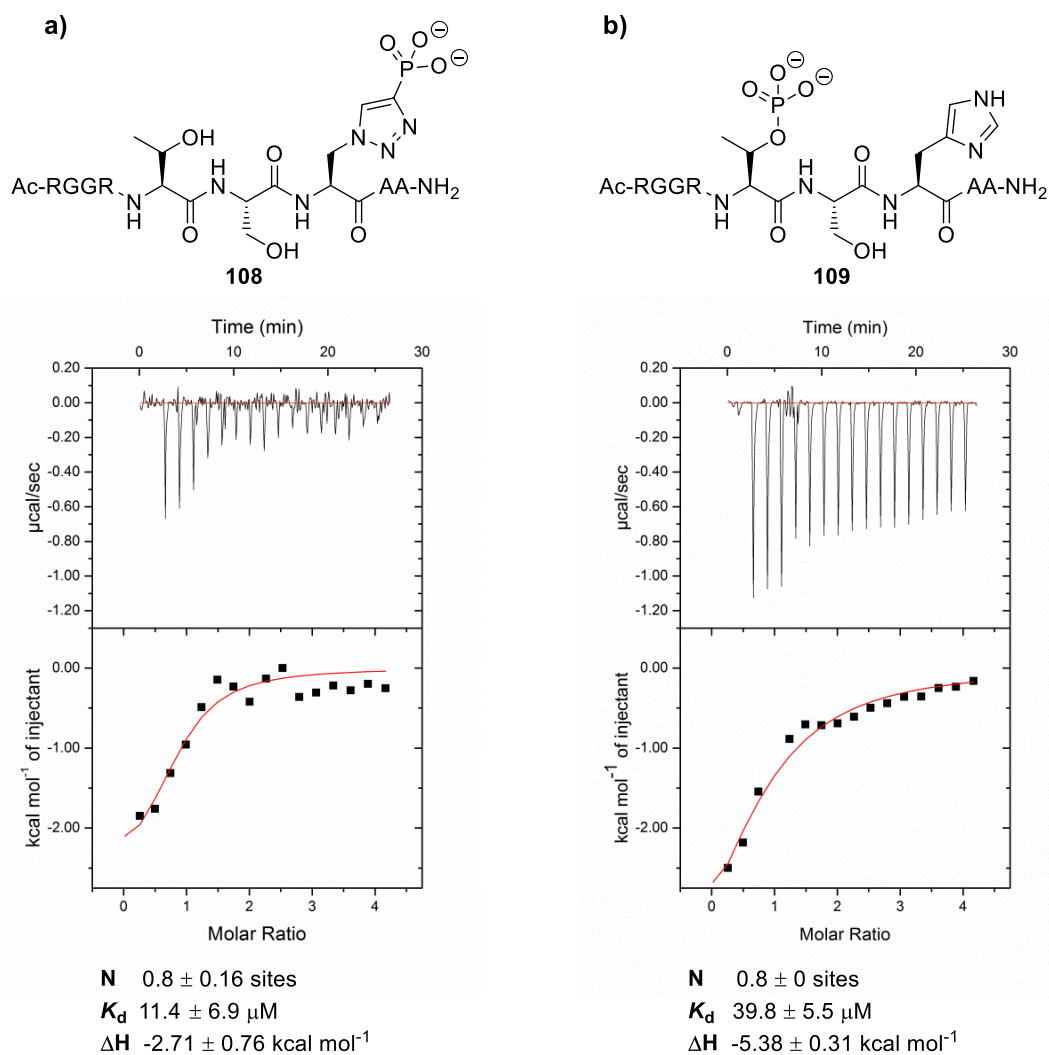 a)
O O⊖
P O⊖
N N N
OH
Ac-RGGR N H O H N OH O N H O AA-NH₂
108
Time (min)
0 10 20 30
0.20
0.00
-0.20
-0.40
-0.60
-0.80
-1.00
-1.20
µcal/sec
0.00
-1.00
-2.00
kcal mol⁻¹ of injectant
0 1 2 3 4
Molar Ratio
N 0.8 ± 0.16 sites
Kd 11.4 ± 6.9 µM
ΔH -2.71 ± 0.76 kcal mol⁻¹
b)
O⊖
O P O⊖
O
NH
N
Ac-RGGR N H O H N OH O N H O AA-NH₂
109
Time (min)
0 10 20 30
0.20
0.00
-0.20
-0.40
-0.60
-0.80
-1.00
-1.20
µcal/sec
0.00
-1.00
-2.00
kcal mol⁻¹ of injectant
0 1 2 3 4
Molar Ratio
N 0.8 ± 0 sites
Kd 39.8 ± 5.5 µM
ΔH -5.38 ± 0.31 kcal mol⁻¹